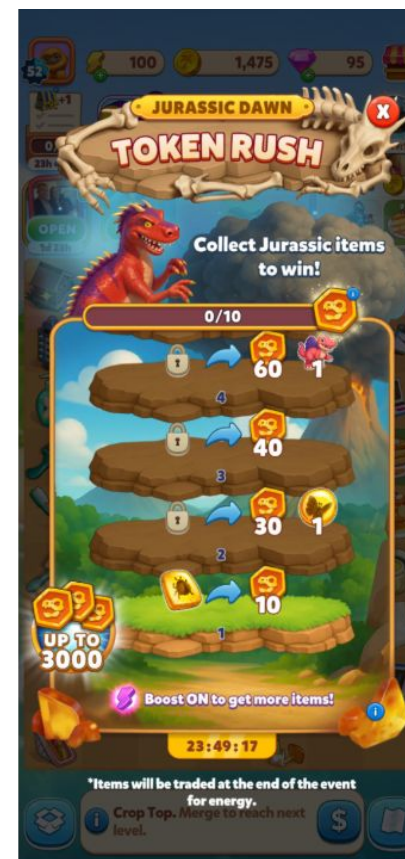 52
100
1,475
95
+1
JURASSIC DAWN
X
TOKEN RUSH
OPEN
Collect Jurassic items
to win!
0/10
60
1
4
40
3
30
1
2
10
1
UP TO
3000
Boost ON to get more items!
23:49:17
*Items will be traded at the end of the event
for energy.
Crop Top. Merge to reach next
level.
$